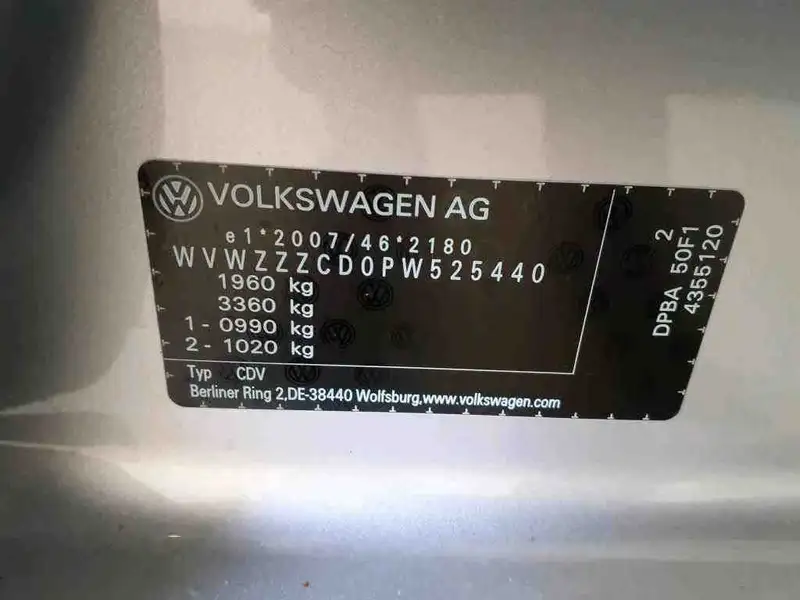 VOLKSWAGEN AG
e1*2007/46*2180
WVWZZZCD0PW525440
1960 kg
3360 kg
1 - 0990 kg
2 - 1020 kg
Typ CDV
Berliner Ring 2,DE-38440 Wolfsburg,www.volkswagen.com
2
DPBA 50F1
4355120